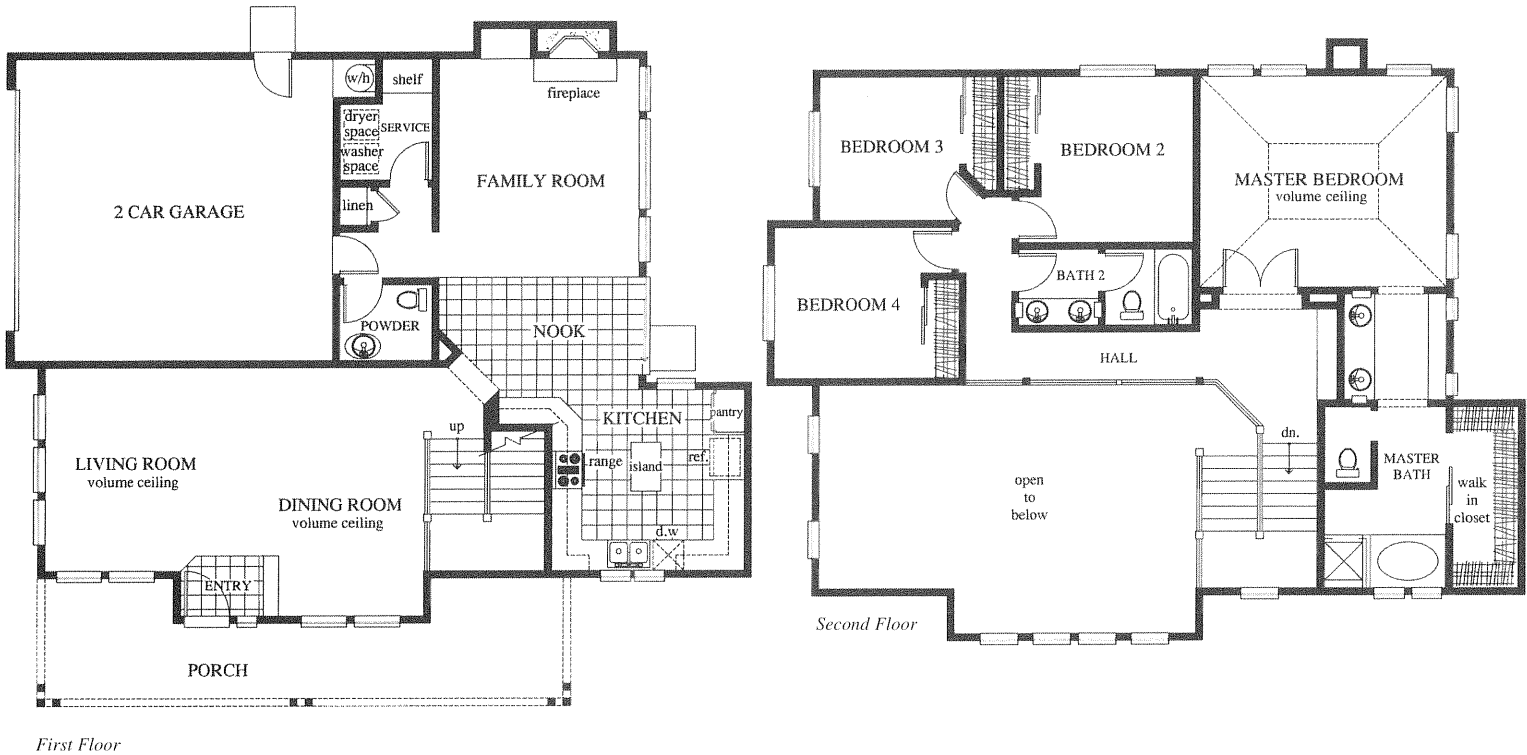 w/h
shelf
fireplace
dryer
space
SERVICE
washer
space
FAMILY ROOM
linen
2 CAR GARAGE
POWDER
NOOK
KITCHEN
pantry
up
range
island
ref.
LIVING ROOM
volume ceiling
DINING ROOM
volume ceiling
d.w
ENTRY
PORCH
First Floor
BEDROOM 3
BEDROOM 2
MASTER BEDROOM
volume ceiling
BATH 2
BEDROOM 4
HALL
dn.
MASTER
BATH
walk
in
closet
open
to
below
Second Floor